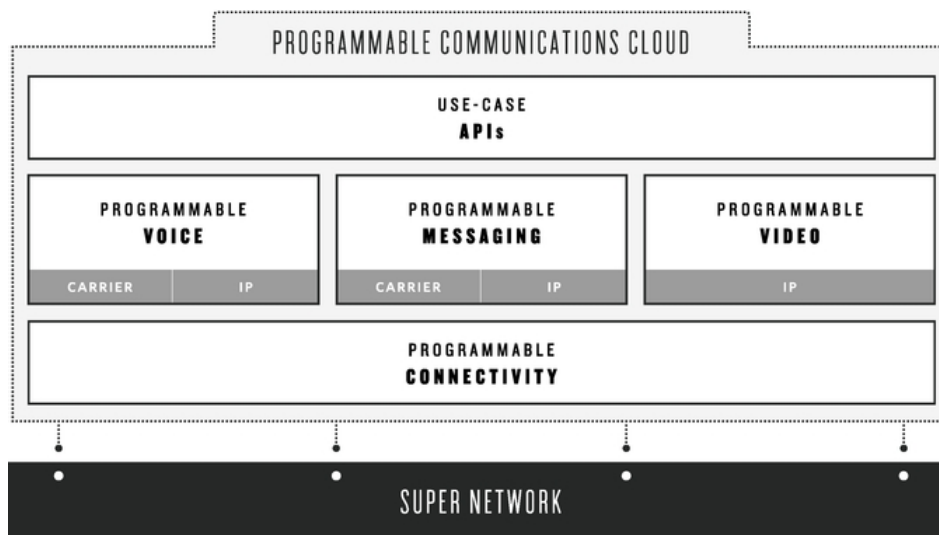 PROGRAMMABLE COMMUNICATIONS CLOUD
USE-CASE
APIs
PROGRAMMABLE
VOICE
CARRIER IP
PROGRAMMABLE
MESSAGING
CARRIER IP
PROGRAMMABLE
VIDEO
IP
PROGRAMMABLE
CONNECTIVITY
SUPER NETWORK